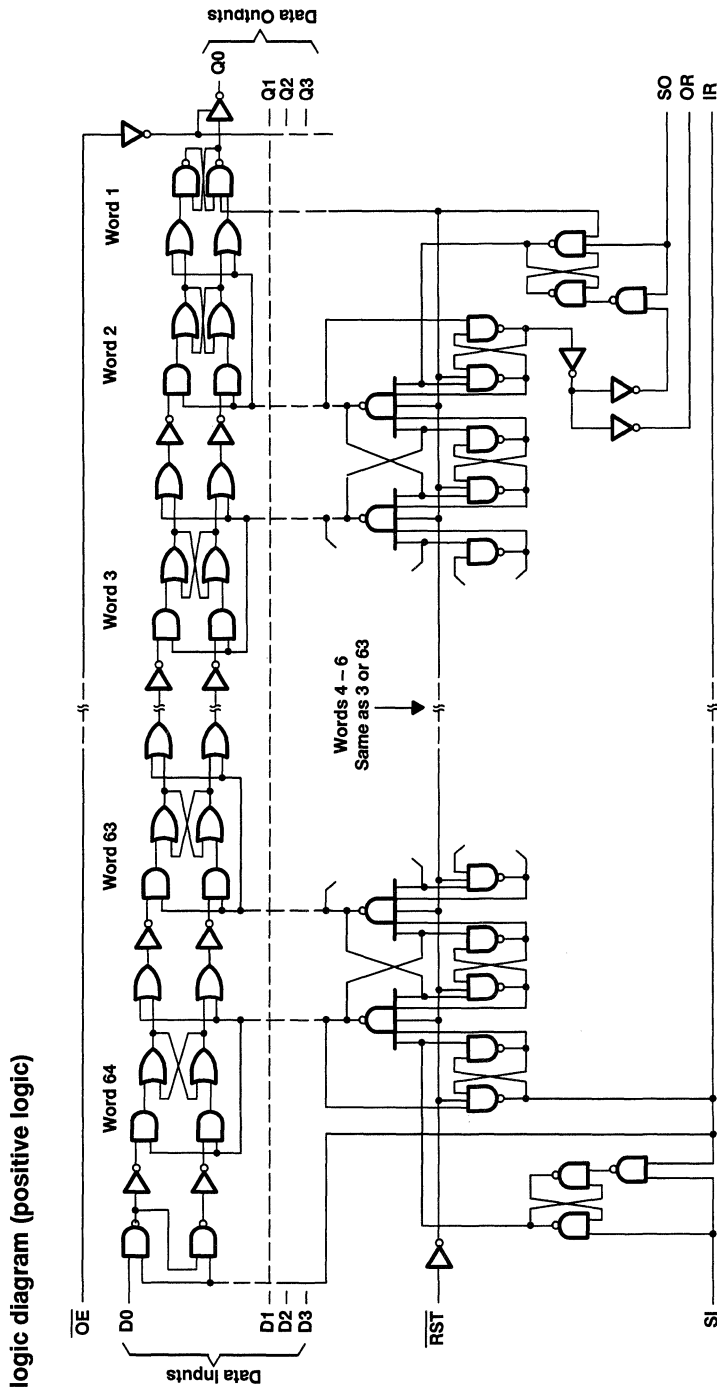 logic diagram (positive logic)
OE
D0
D1
D2
D3
Data Inputs
RST
SI
Word 64
Word 63
Word 3
Word 2
Word 1
Words 4 – 6
Same as 3 or 63
Q0
Q1
Q2
Q3
Data Outputs
SO
OR
IR